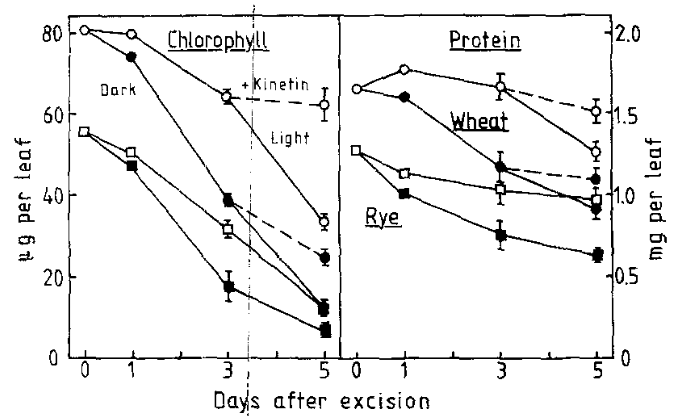 Chlorophyll
Protein
80
60
40
20
0
µg per leaf
Dark
+ Kinetin
Light
Wheat
Rye
2.0
1.5
1.0
0.5
0
mg per leaf
0 1 3 5 0 1 3 5
Days after excision